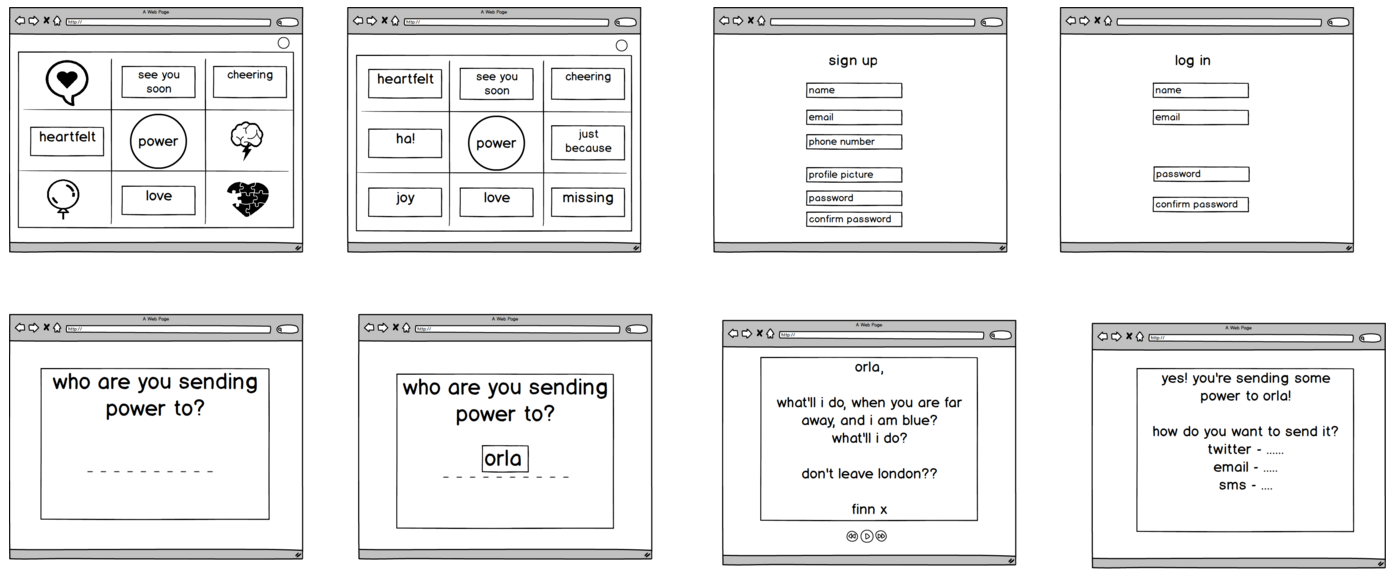 A Web Page
http://
see you
soon
cheering
heartfelt
power
love
A Web Page
http://
heartfelt
see you
soon
cheering
ha!
power
just
because
joy
love
missing
sign up
name
email
phone number
profile picture
password
confirm password
log in
name
email
password
confirm password
A Web Page
http://
who are you sending
power to?
A Web Page
http://
who are you sending
power to?
orla
A Web Page
http://
orla,
what'll i do, when you are far
away, and i am blue?
what'll i do?
don't leave london??
finn x
A Web Page
http://
yes! you're sending some
power to orla!
how do you want to send it?
twitter - ......
email - .....
sms - ....